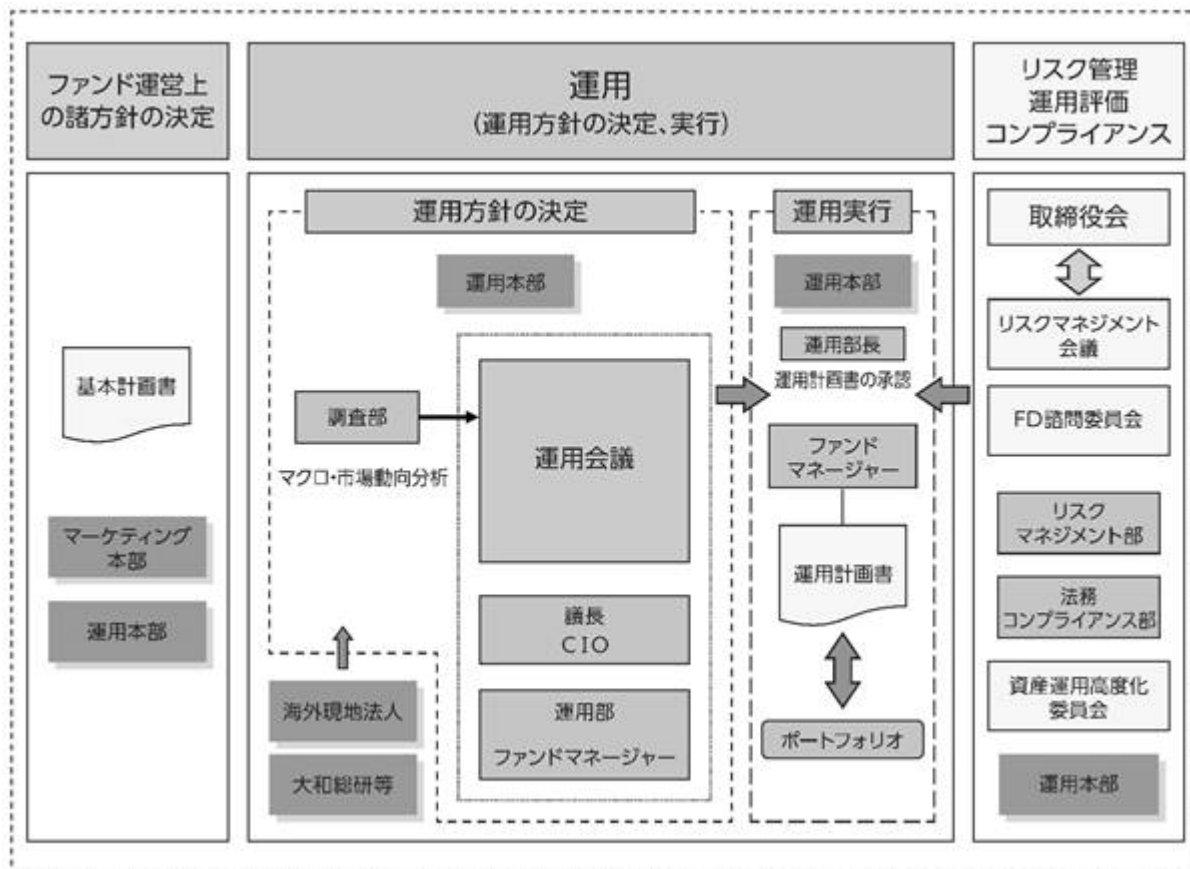 ファンド運営上
の諸方針の決定
運用
(運用方針の決定、実行)
リスク管理
運用評価
コンプライアンス
基本計画書
マーケティング
本部
運用本部
運用方針の決定
運用本部
調査部
マクロ・市場動向分析
運用会議
議長
CIO
運用部
ファンドマネージャー
海外現地法人
大和総研等
運用実行
運用本部
運用部長
運用計画書の承認
ファンド
マネージャー
運用計画書
ポートフォリオ
取締役会
リスクマネジメント
会議
FD諮問委員会
リスク
マネジメント部
法務
コンプライアンス部
資産運用高度化
委員会
運用本部